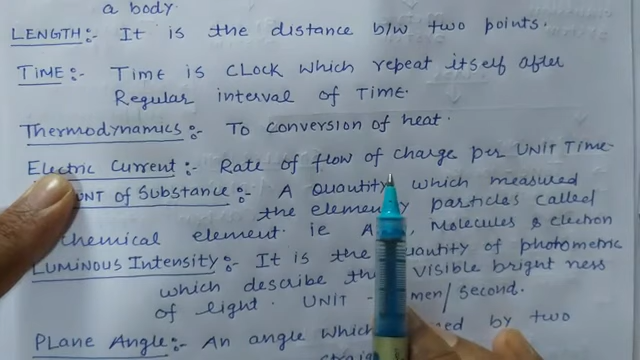 a body.
LENGTH:- It is the distance b/w two points.
TIME:- TIME is CLOCK which repeat itself after
Regular interval of TIME.
Thermodynamics:- To conversion of heat.
Electric Current:- Rate of flow of charge per UNIT Time.
UNT of Substance:- A Quantity which measured
the elementy particles called
chemical element. ie A , Molecules & electron
LUMINOUS Intensity:- It is the quantity of photometric
which describe the visible bright ness
of light. UNIT - men/second.
PLANE Angle:- An angle which ed by two